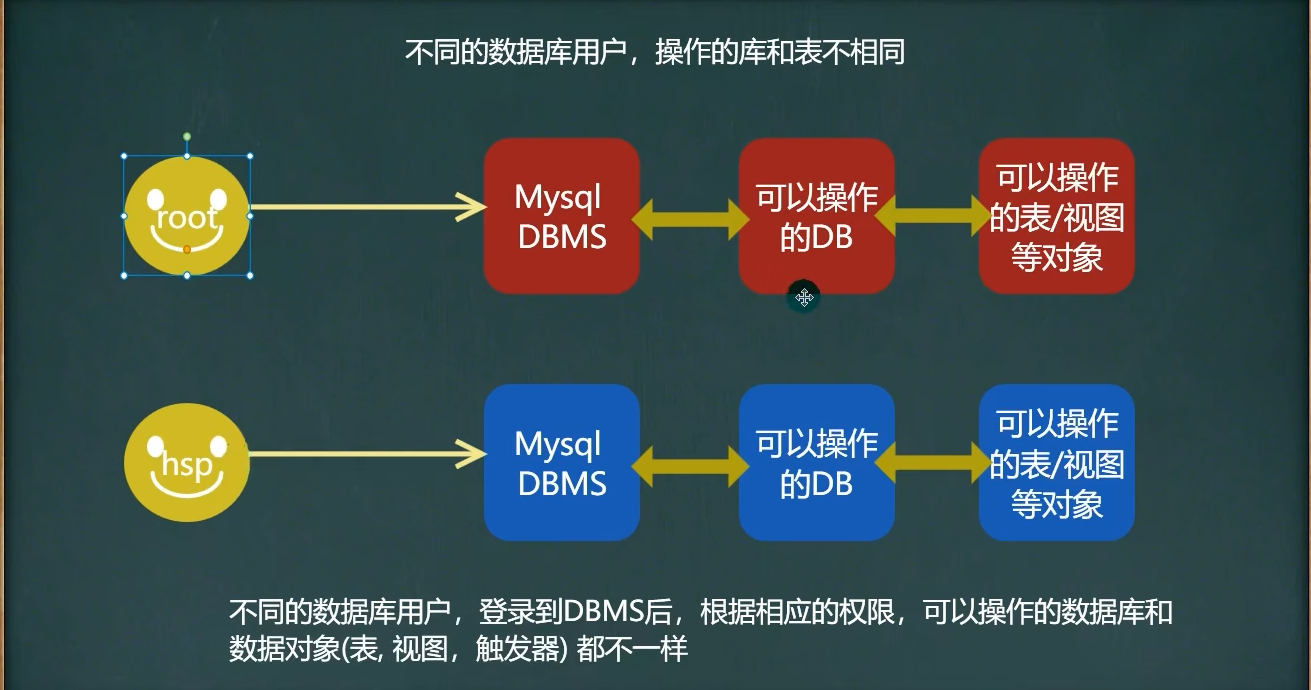 不同的数据库用户，操作的库和表不相同
root
Mysql
DBMS
可以操作
的DB
可以操作
的表/视图
等对象
hsp
Mysql
DBMS
可以操作
的DB
可以操作
的表/视图
等对象
不同的数据库用户，登录到DBMS后，根据相应的权限，可以操作的数据库和
数据对象(表, 视图，触发器) 都不一样